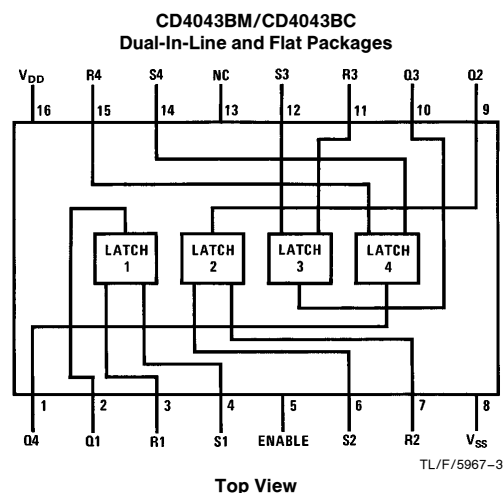 CD4043BM/CD4043BC
Dual-In-Line and Flat Packages
VDD R4 S4 NC S3 R3 Q3 Q2
16 15 14 13 12 11 10 9
LATCH 1 LATCH 2 LATCH 3 LATCH 4
1 2 3 4 5 6 7 8
Q4 Q1 R1 S1 ENABLE S2 R2 VSS
TL/F/5967–3
Top View